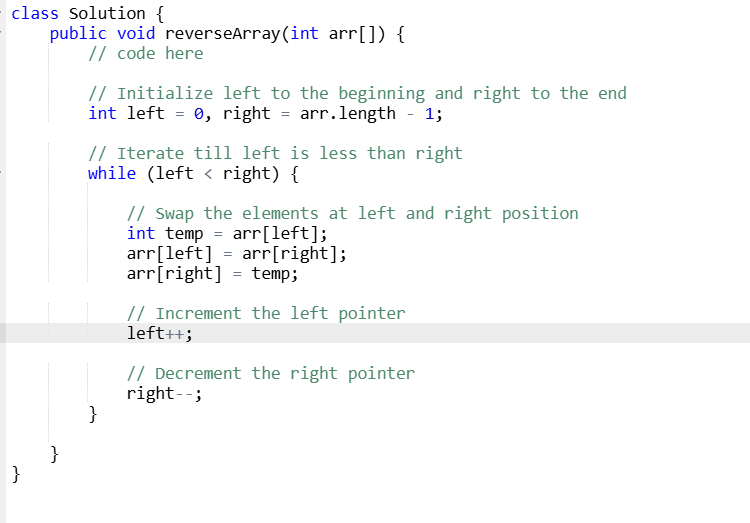 class Solution {
    public void reverseArray(int arr[]) {
        // code here
        // Initialize left to the beginning and right to the end
        int left = 0, right = arr.length - 1;
        // Iterate till left is less than right
        while (left < right) {
            // Swap the elements at left and right position
            int temp = arr[left];
            arr[left] = arr[right];
            arr[right] = temp;
            // Increment the left pointer
            left++;
            // Decrement the right pointer
            right--;
        }
    }
}